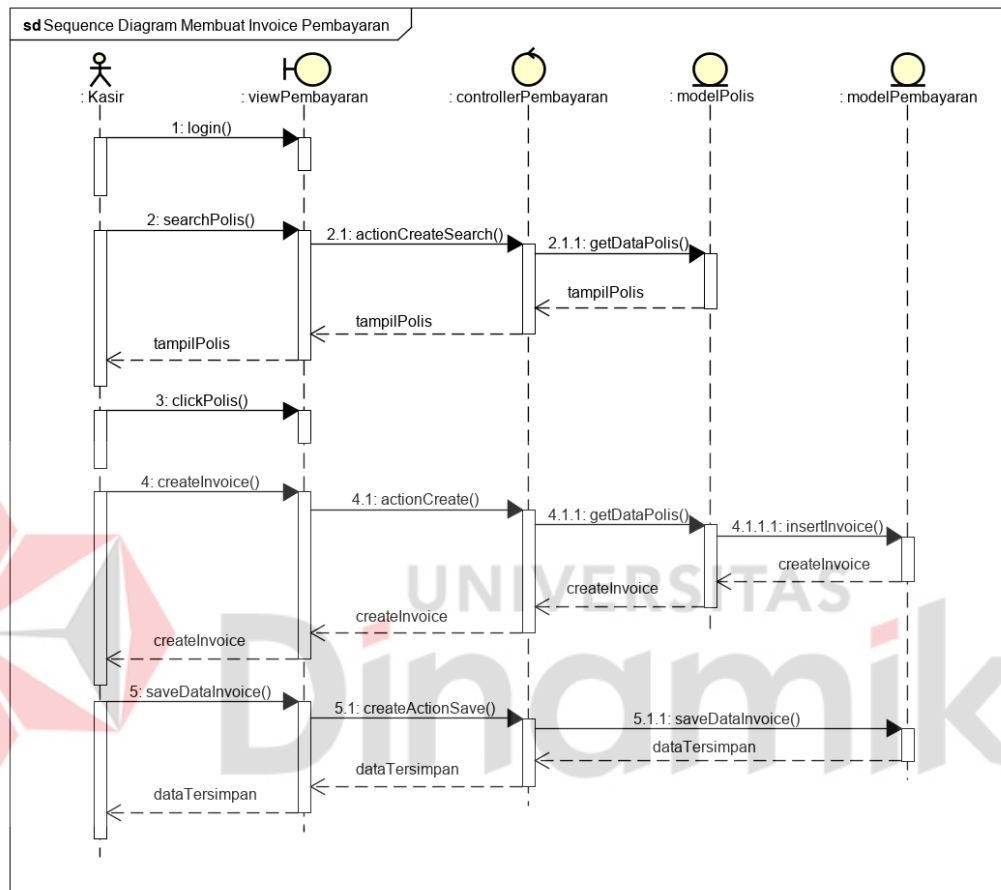 sd Sequence Diagram Membuat Invoice Pembayaran
: Kasir
: viewPembayaran
: controllerPembayaran
: modelPolis
: modelPembayaran
1: login()
2: searchPolis()
2.1: actionCreateSearch()
2.1.1: getDataPolis()
tampilPolis
tampilPolis
tampilPolis
3: clickPolis()
4: createInvoice()
4.1: actionCreate()
4.1.1: getDataPolis()
4.1.1.1: insertInvoice()
createInvoice
createInvoice
createInvoice
createInvoice
5: saveDataInvoice()
5.1: createActionSave()
5.1.1: saveDataInvoice()
dataTersimpan
dataTersimpan
dataTersimpan
UNIVERSITAS
Dinamik